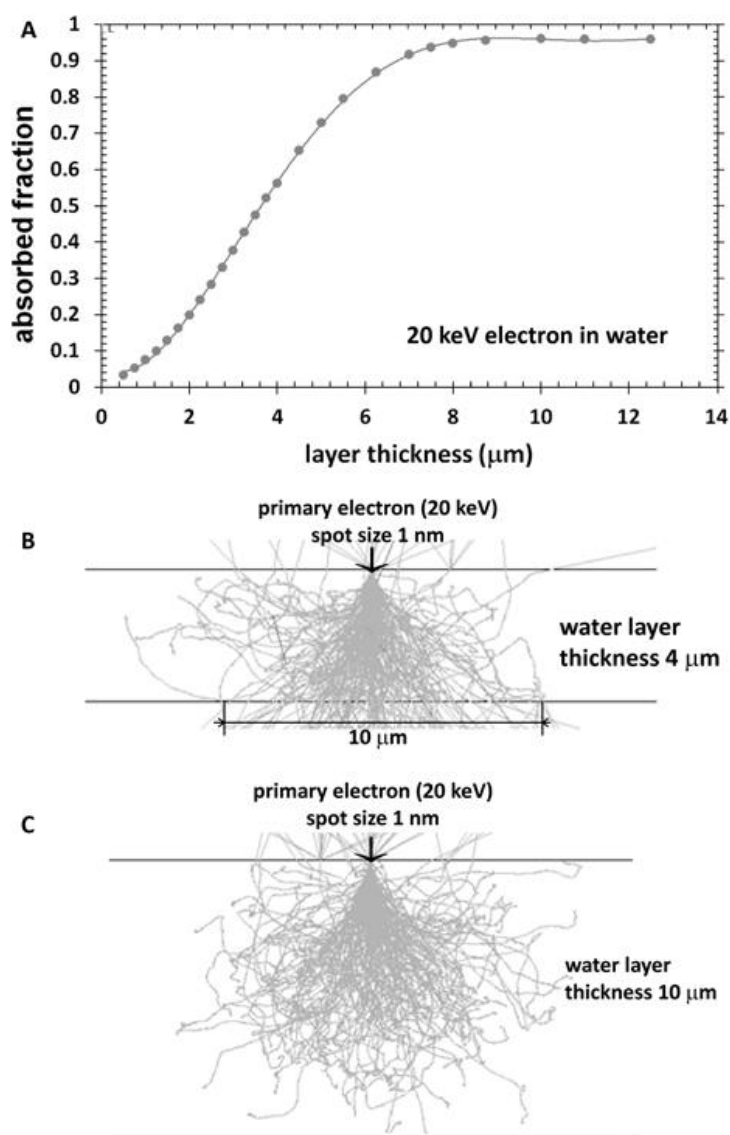 A
1
0.9
0.8
0.7
0.6
0.5
0.4
0.3
0.2
0.1
0
absorbed fraction
20 keV electron in water
0 2 4 6 8 10 12 14
layer thickness (μm)
B
primary electron (20 keV)
spot size 1 nm
water layer
thickness 4 μm
10 μm
C
primary electron (20 keV)
spot size 1 nm
water layer
thickness 10 μm